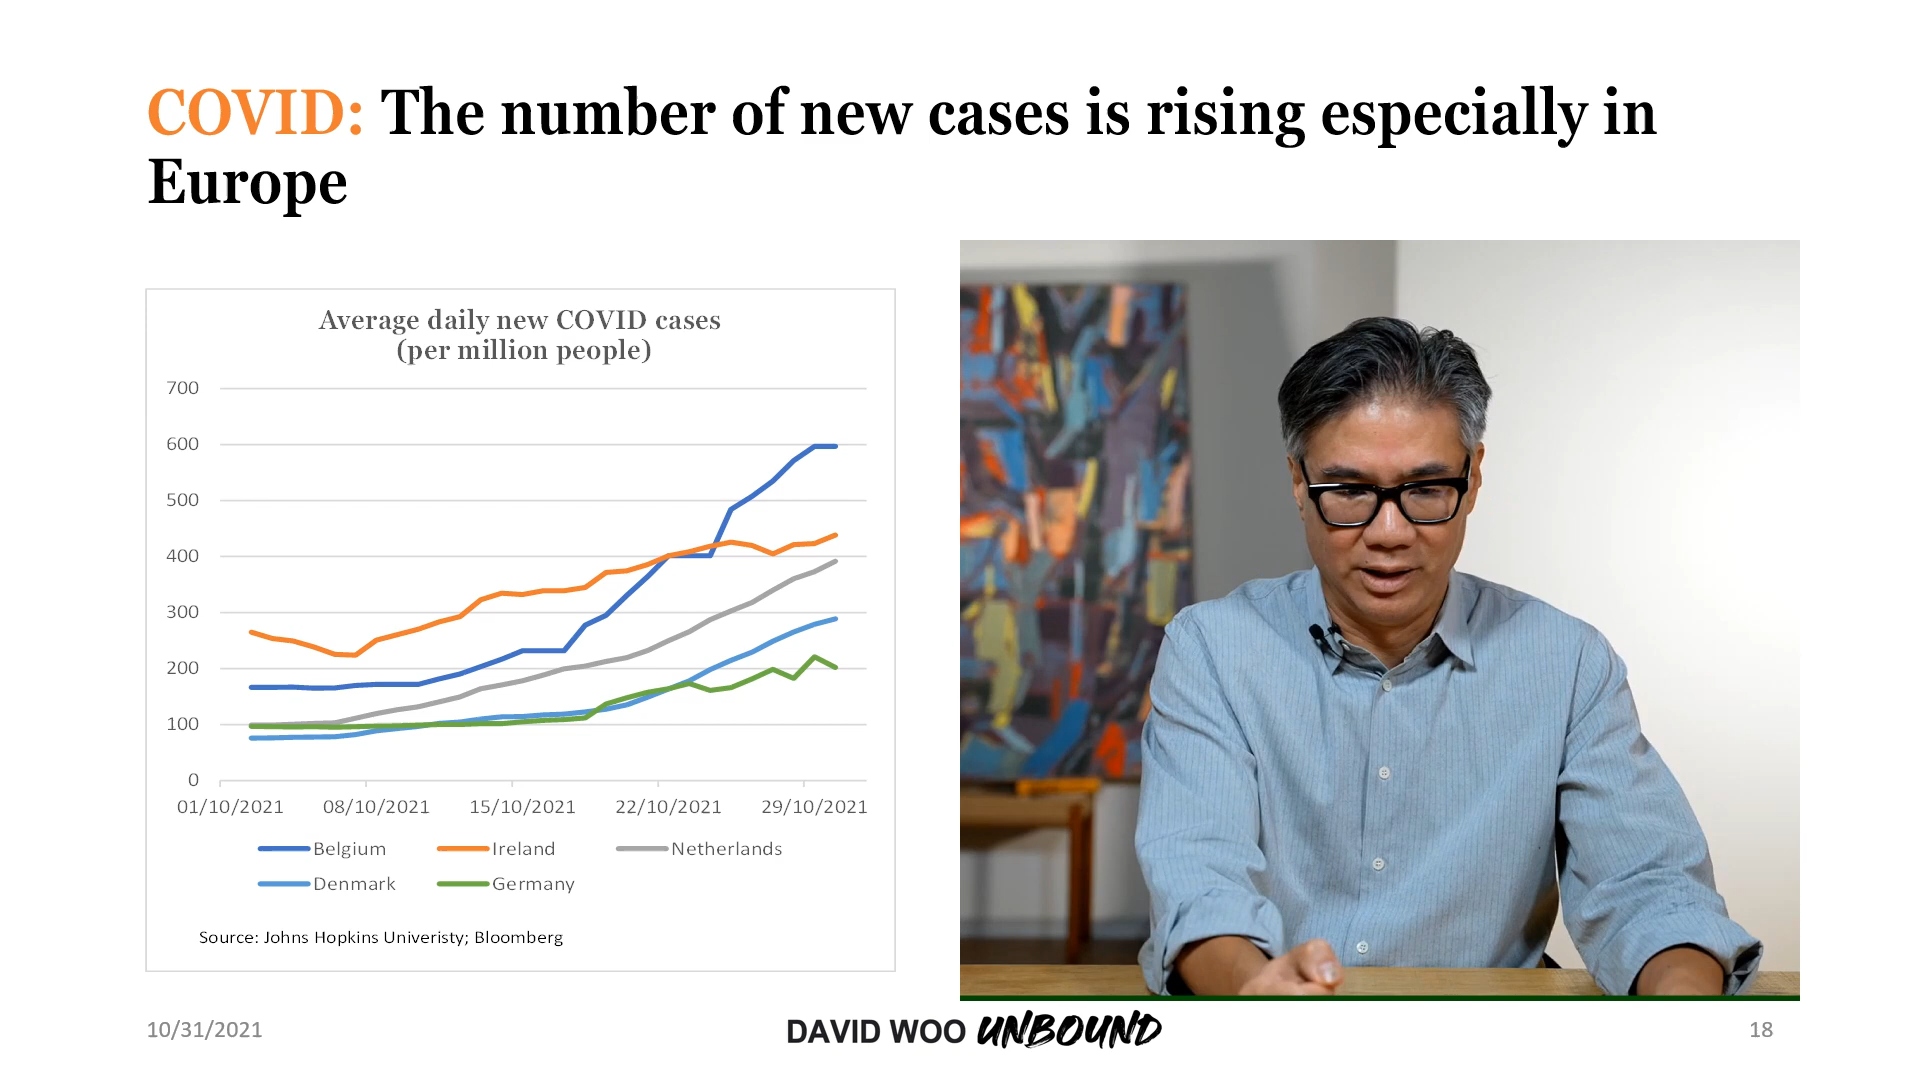 COVID: The number of new cases is rising especially in
Europe
Average daily new COVID cases
(per million people)
700
600
500
400
300
200
100
0
01/10/2021 08/10/2021 15/10/2021 22/10/2021 29/10/2021
Belgium Ireland Netherlands
Denmark Germany
Source: Johns Hopkins Univeristy; Bloomberg
10/31/2021 DAVID WOO UNBOUND 18